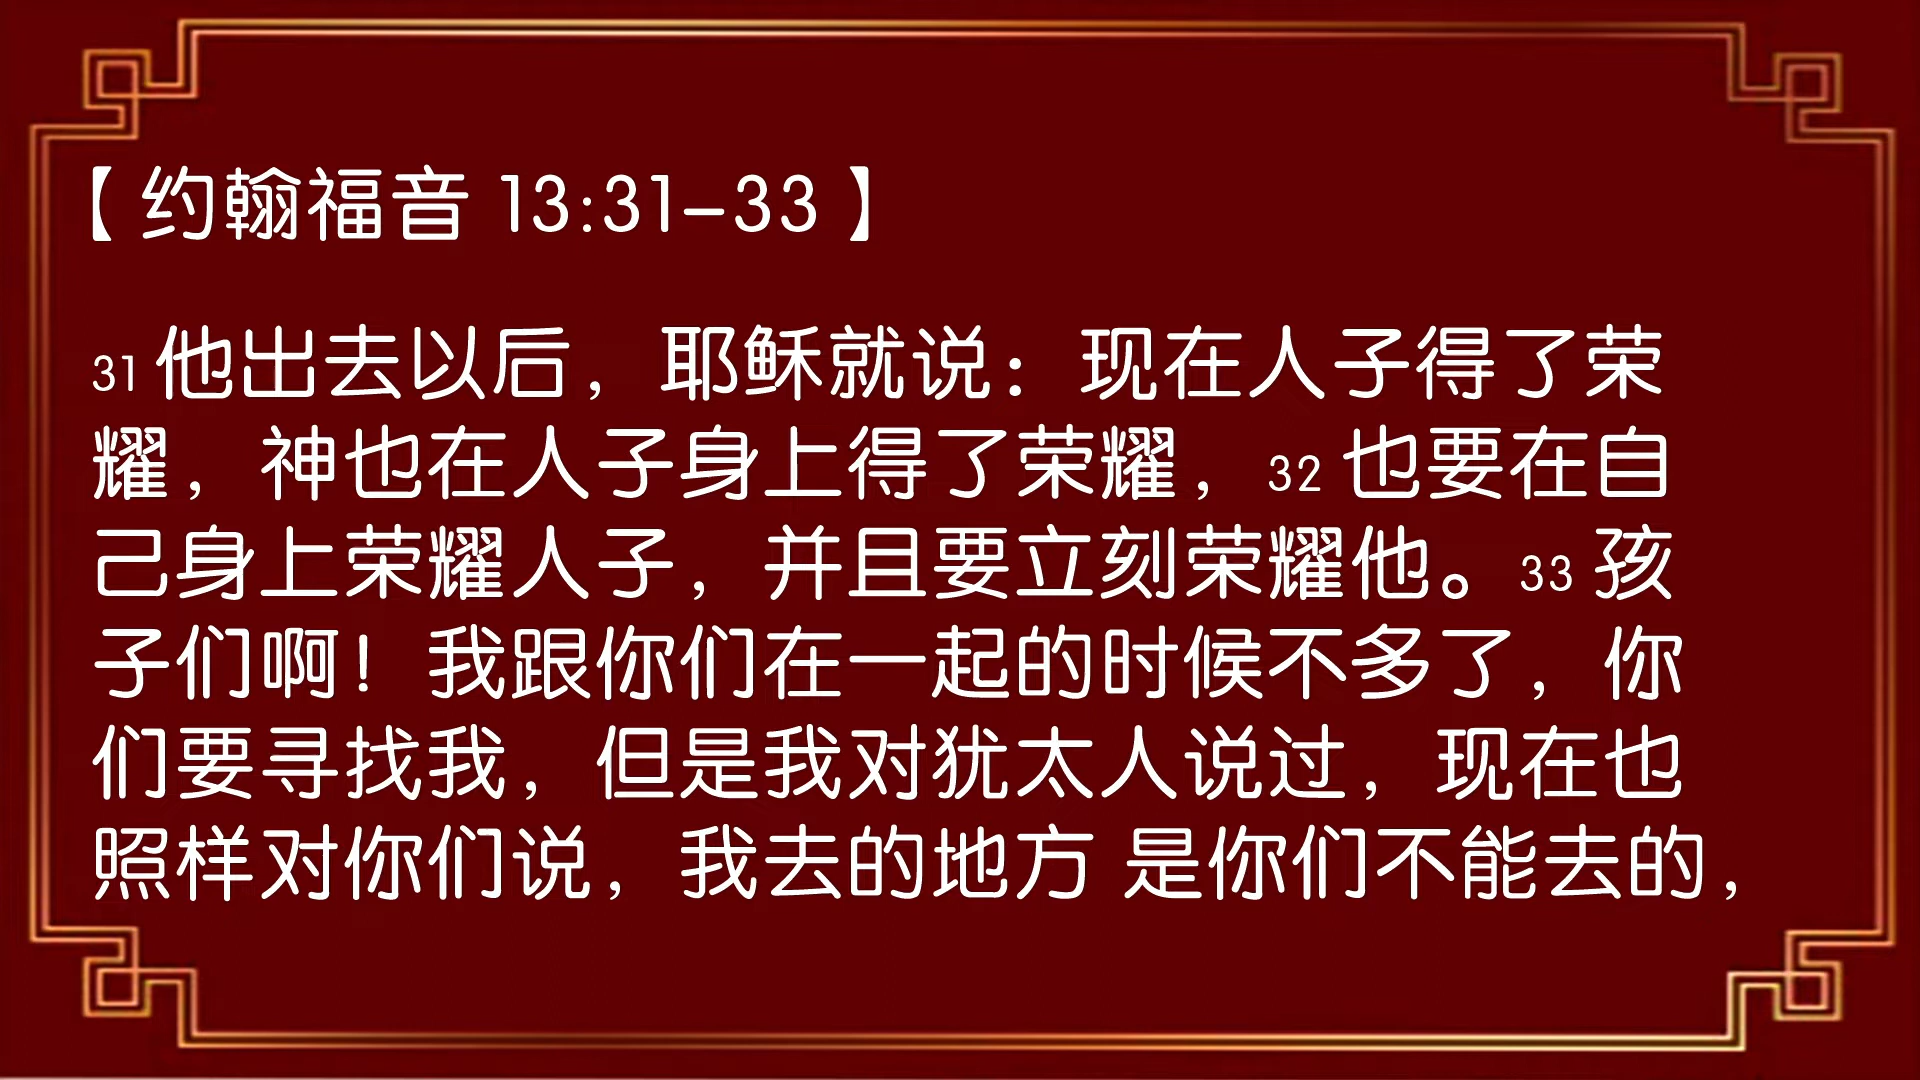 【约翰福音 13:31-33】
31 他出去以后，耶稣就说：现在人子得了荣
耀，神也在人子身上得了荣耀，32 也要在自
己身上荣耀人子，并且要立刻荣耀他。33 孩
子们啊！我跟你们在一起的时候不多了，你
们要寻找我，但是我对犹太人说过，现在也
照样对你们说，我去的地方 是你们不能去的，